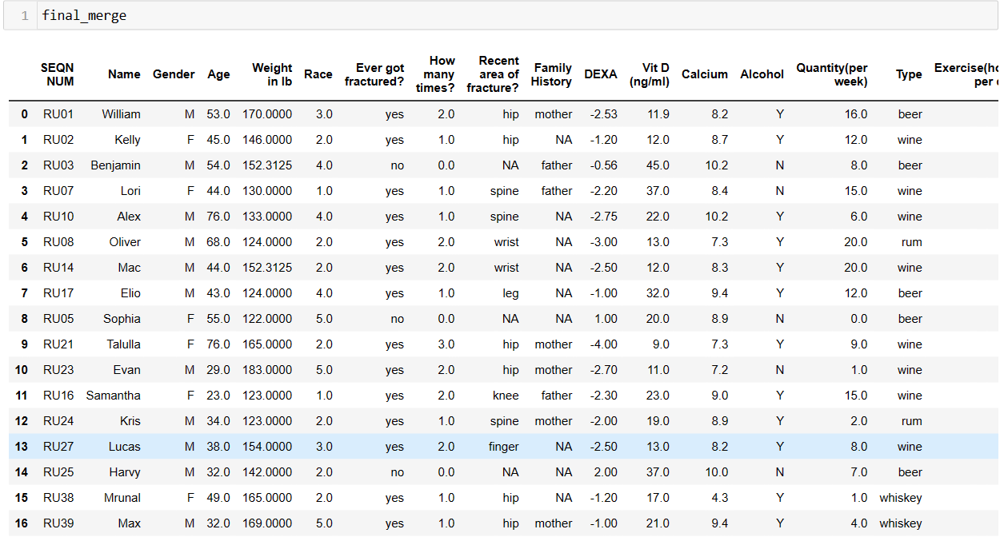 1 final_merge
SEQN NUM Name Gender Age Weight in lb Race Ever got fractured? How many times? Recent area of fracture? Family History DEXA Vit D (ng/ml) Calcium Alcohol Quantity(per week) Type per
0 RU01 William M 53.0 170.0000 3.0 yes 2.0 hip mother -2.53 11.9 8.2 Y 16.0 beer
1 RU02 Kelly F 45.0 146.0000 2.0 yes 1.0 hip NA -1.20 12.0 8.7 Y 12.0 wine
2 RU03 Benjamin M 54.0 152.3125 4.0 no 0.0 NA father -0.56 45.0 10.2 N 8.0 beer
3 RU07 Lori F 44.0 130.0000 1.0 yes 1.0 spine father -2.20 37.0 8.4 N 15.0 wine
4 RU10 Alex M 76.0 133.0000 4.0 yes 1.0 spine NA -2.75 22.0 10.2 Y 6.0 wine
5 RU08 Oliver M 68.0 124.0000 2.0 yes 2.0 wrist NA -3.00 13.0 7.3 Y 20.0 rum
6 RU14 Mac M 44.0 152.3125 2.0 yes 2.0 wrist NA -2.50 12.0 8.3 Y 20.0 wine
7 RU17 Elio M 43.0 124.0000 4.0 yes 1.0 leg NA -1.00 32.0 9.4 Y 12.0 beer
8 RU05 Sophia F 55.0 122.0000 5.0 no 0.0 NA NA 1.00 20.0 8.9 N 0.0 beer
9 RU21 Talulla F 76.0 165.0000 2.0 yes 3.0 hip mother -4.00 9.0 7.3 Y 9.0 wine
10 RU23 Evan M 29.0 183.0000 5.0 yes 2.0 hip mother -2.70 11.0 7.2 N 1.0 wine
11 RU16 Samantha F 23.0 123.0000 1.0 yes 2.0 knee father -2.30 23.0 9.0 Y 15.0 wine
12 RU24 Kris M 34.0 123.0000 2.0 yes 1.0 spine mother -2.00 19.0 8.9 Y 2.0 rum
13 RU27 Lucas M 38.0 154.0000 3.0 yes 2.0 finger NA -2.50 13.0 8.2 Y 8.0 wine
14 RU25 Harvy M 32.0 142.0000 2.0 no 0.0 NA NA 2.00 37.0 10.0 N 7.0 beer
15 RU38 Mrunal F 49.0 165.0000 2.0 yes 1.0 hip NA -1.20 17.0 4.3 Y 1.0 whiskey
16 RU39 Max M 32.0 169.0000 5.0 yes 1.0 hip mother -1.00 21.0 9.4 Y 4.0 whiskey